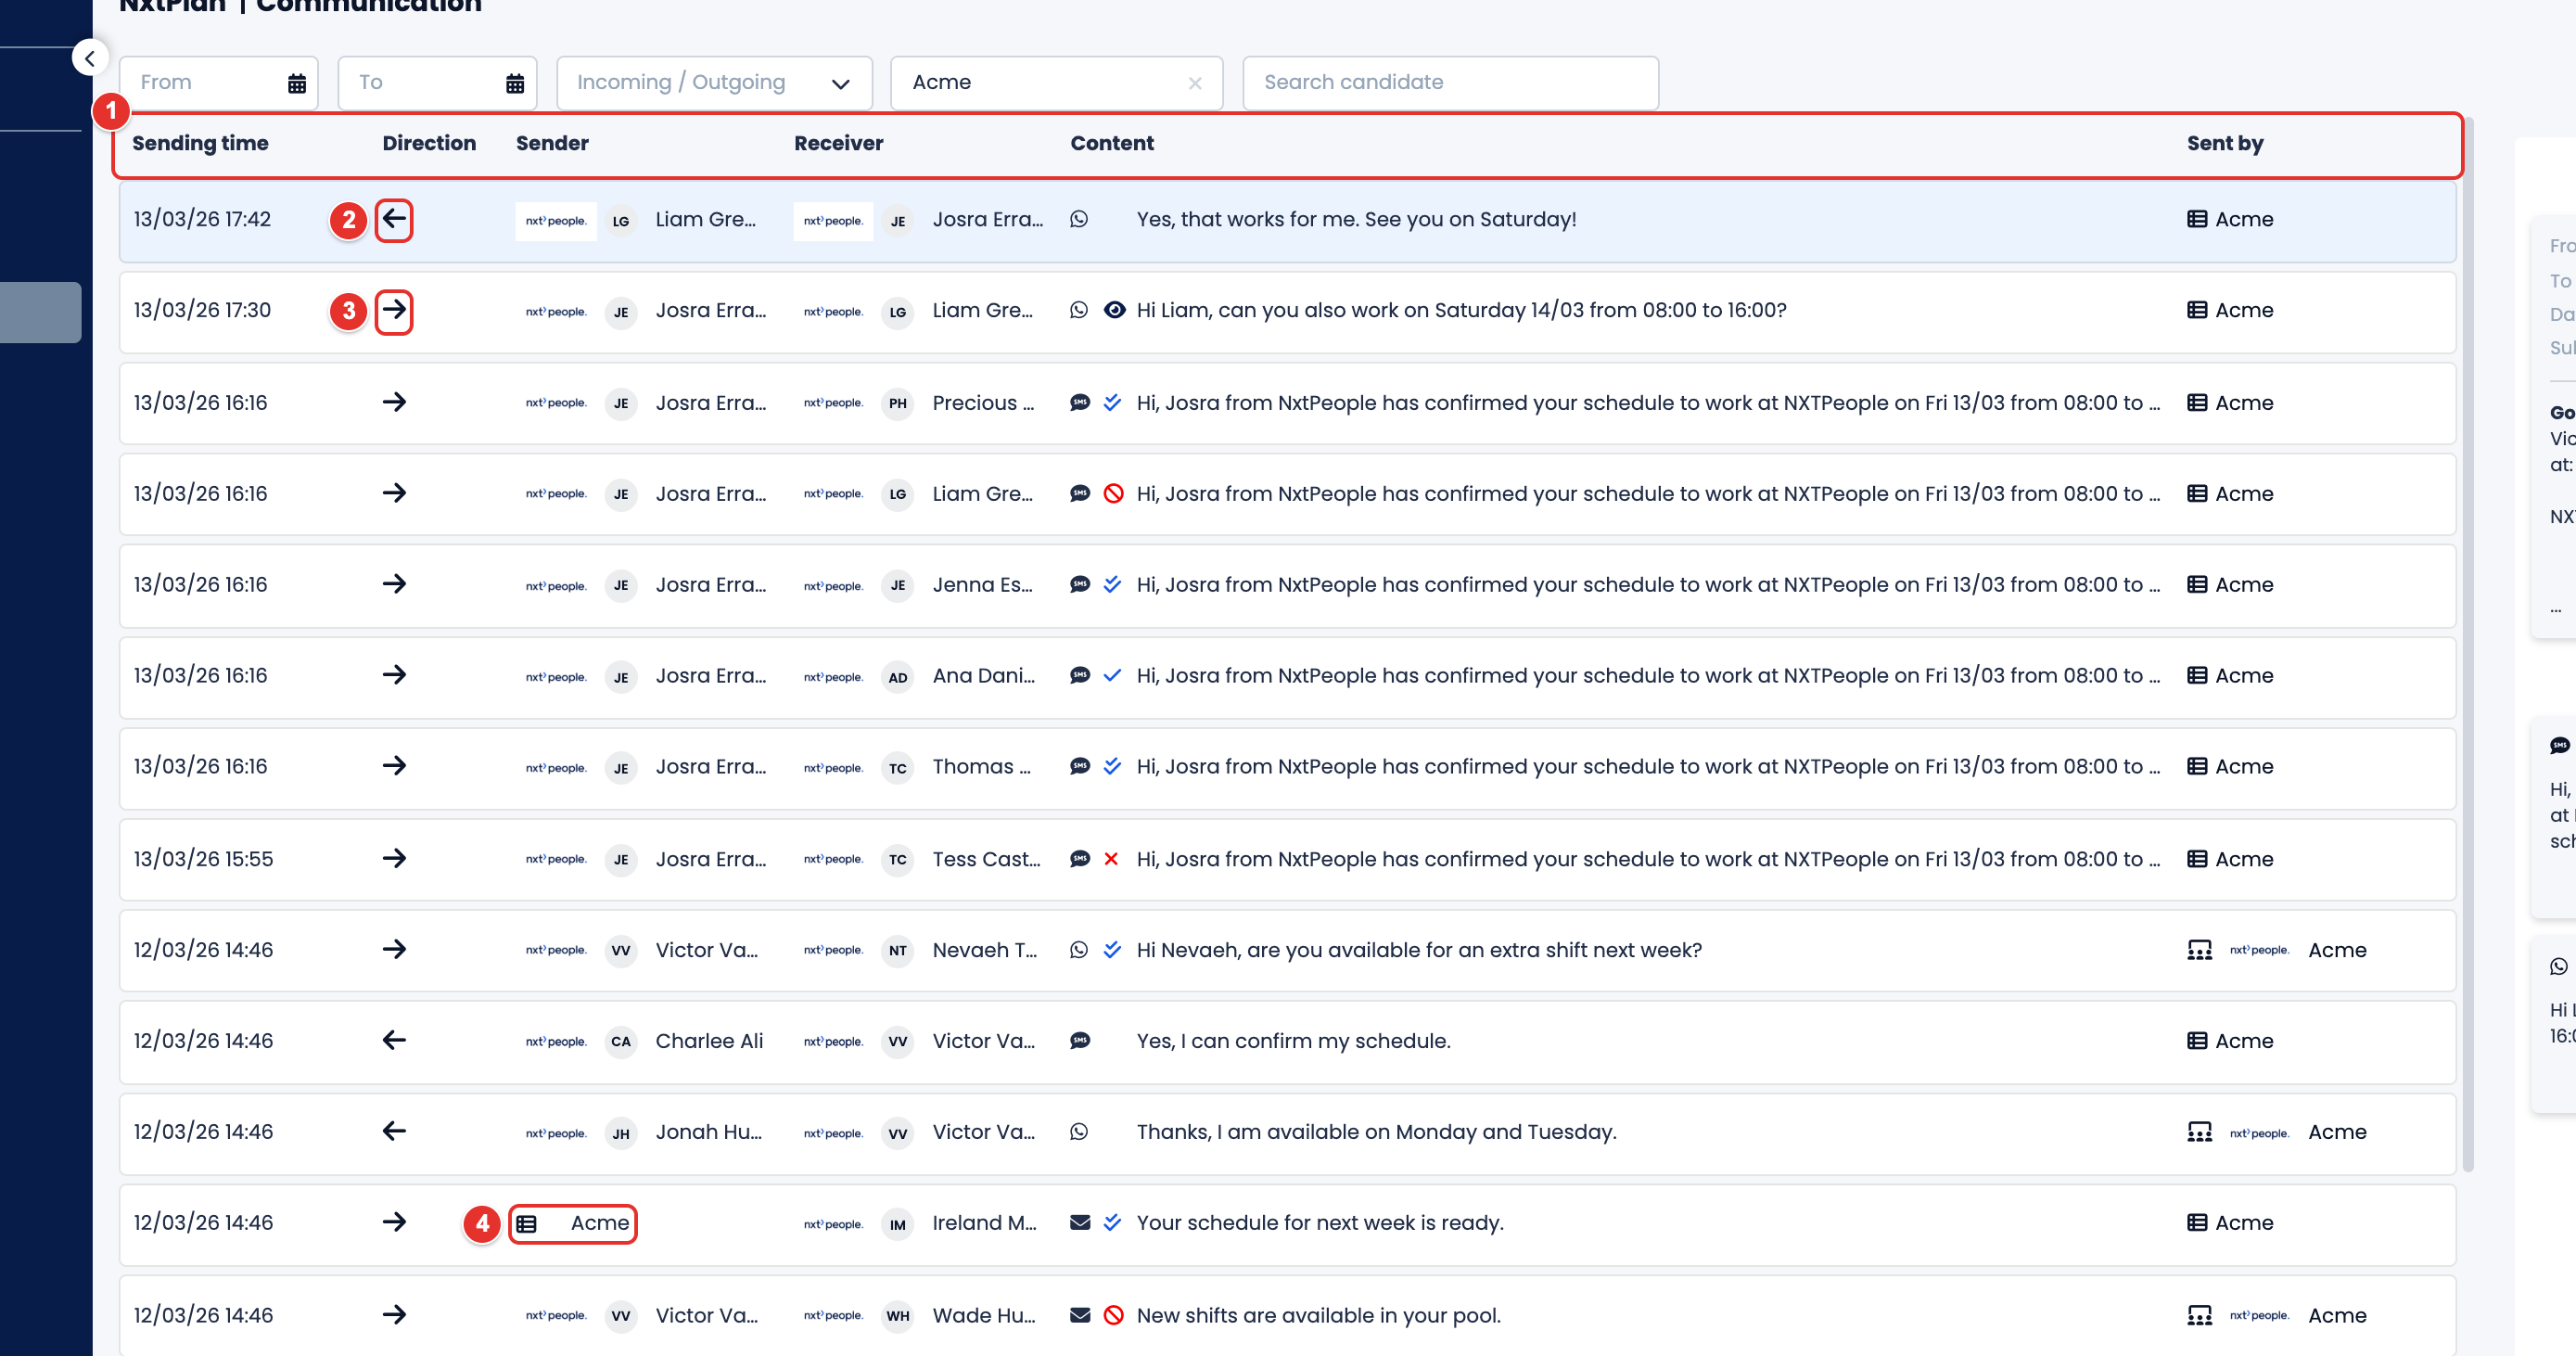 NxtPlan | Communication
From To Incoming / Outgoing Acme Search candidate
1
Sending time Direction Sender Receiver Content Sent by
13/03/26 17:42 2 nxt people. LG Liam Gre... nxt people. JE Josra Erra... Yes, that works for me. See you on Saturday! Acme
13/03/26 17:30 3 nxt people. JE Josra Erra... nxt people. LG Liam Gre... Hi Liam, can you also work on Saturday 14/03 from 08:00 to 16:00? Acme
13/03/26 16:16 nxt people. JE Josra Erra... nxt people. PH Precious ... SMS Hi, Josra from NxtPeople has confirmed your schedule to work at NXTPeople on Fri 13/03 from 08:00 to ... Acme
13/03/26 16:16 nxt people. JE Josra Erra... nxt people. LG Liam Gre... SMS Hi, Josra from NxtPeople has confirmed your schedule to work at NXTPeople on Fri 13/03 from 08:00 to ... Acme
13/03/26 16:16 nxt people. JE Josra Erra... nxt people. JE Jenna Es... SMS Hi, Josra from NxtPeople has confirmed your schedule to work at NXTPeople on Fri 13/03 from 08:00 to ... Acme
13/03/26 16:16 nxt people. JE Josra Erra... nxt people. AD Ana Dani... SMS Hi, Josra from NxtPeople has confirmed your schedule to work at NXTPeople on Fri 13/03 from 08:00 to ... Acme
13/03/26 16:16 nxt people. JE Josra Erra... nxt people. TC Thomas ... SMS Hi, Josra from NxtPeople has confirmed your schedule to work at NXTPeople on Fri 13/03 from 08:00 to ... Acme
13/03/26 15:55 nxt people. JE Josra Erra... nxt people. TC Tess Cast... SMS Hi, Josra from NxtPeople has confirmed your schedule to work at NXTPeople on Fri 13/03 from 08:00 to ... Acme
12/03/26 14:46 nxt people. VV Victor Va... nxt people. NT Nevaeh T... Hi Nevaeh, are you available for an extra shift next week? nxt people. Acme
12/03/26 14:46 nxt people. CA Charlee Ali nxt people. VV Victor Va... SMS Yes, I can confirm my schedule. Acme
12/03/26 14:46 nxt people. JH Jonah Hu... nxt people. VV Victor Va... Thanks, I am available on Monday and Tuesday. nxt people. Acme
12/03/26 14:46 4 Acme nxt people. IM Ireland M... Your schedule for next week is ready. Acme
12/03/26 14:46 nxt people. VV Victor Va... nxt people. WH Wade Hu... New shifts are available in your pool. nxt people. Acme
To
at:
...
SMS
Hi,
at